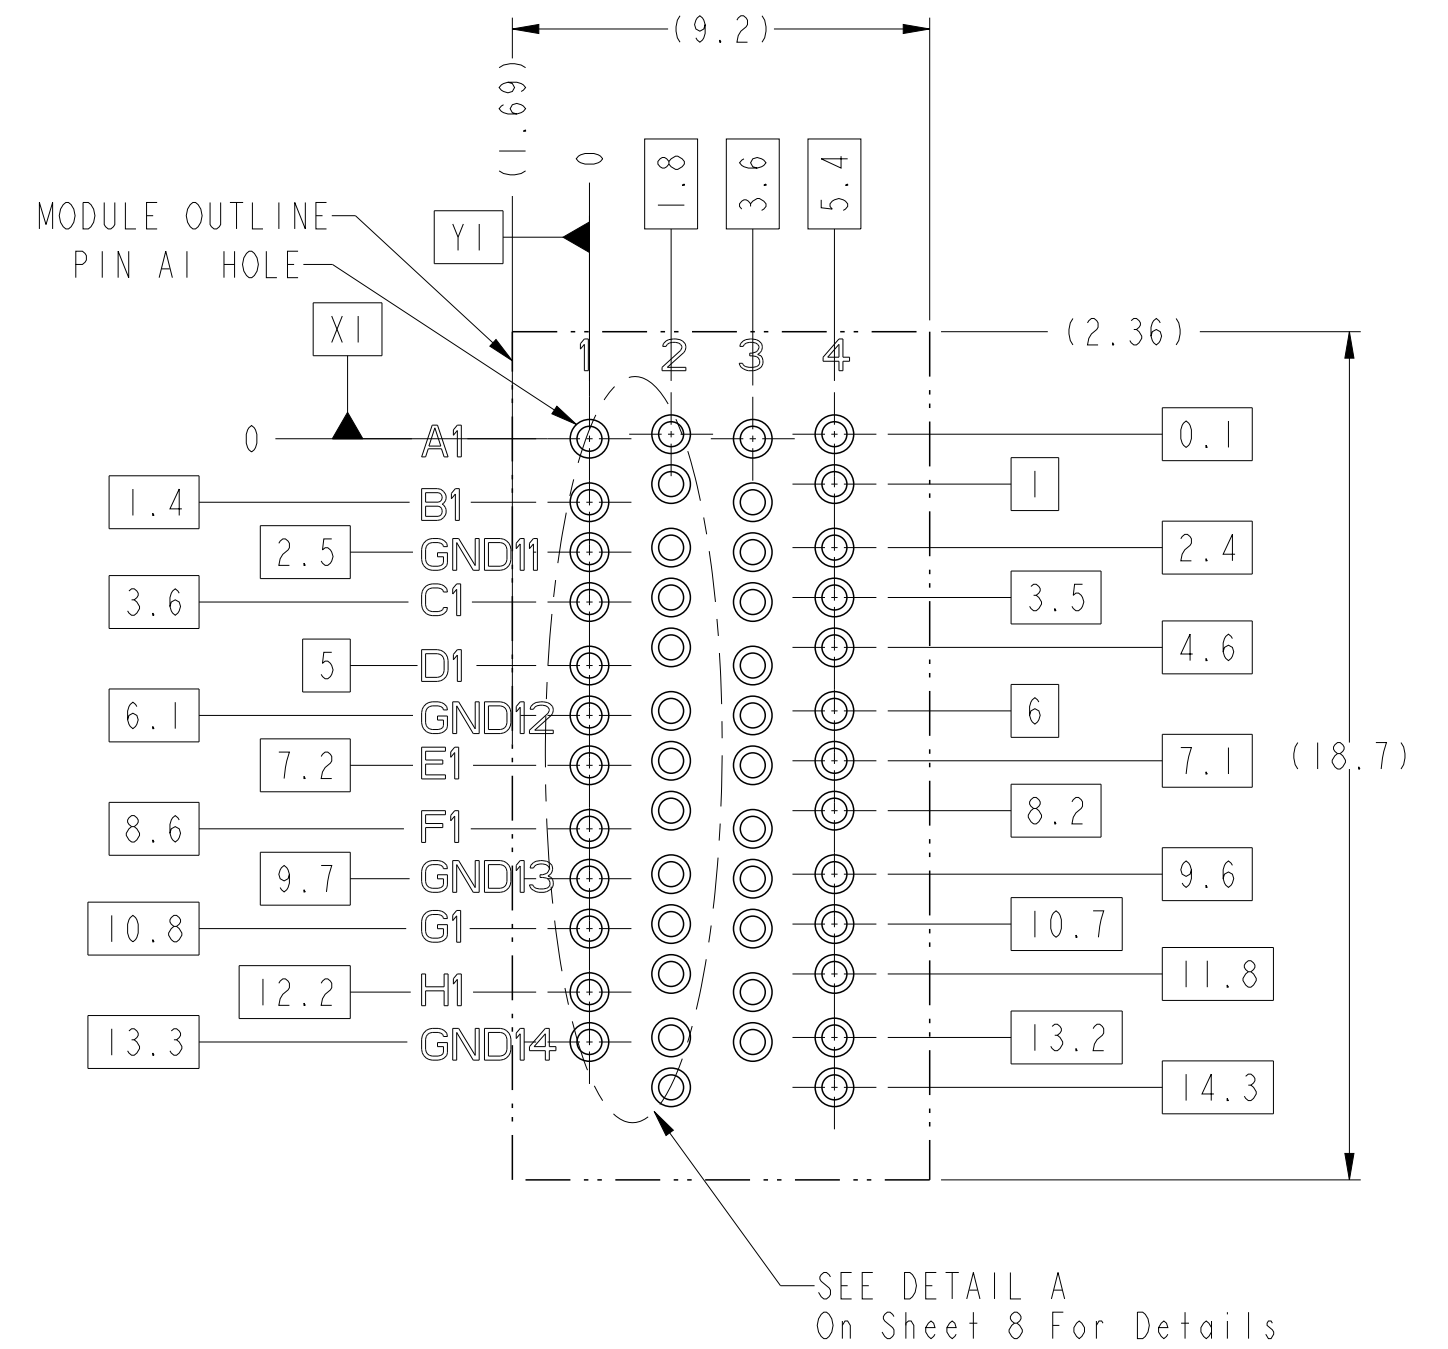 (9.2)
(1.69)
0
1.8
3.6
5.4
MODULE OUTLINE
Y1
PIN A1 HOLE
X1
(2.36)
1 2 3 4
0 A1
0.1
1.4 B1
1
2.5 GND11
2.4
3.6 C1
3.5
5 D1
4.6
6.1 GND12
6
7.2 E1
7.1
(18.7)
8.6 F1
8.2
9.7 GND13
9.6
10.8 G1
10.7
12.2 H1
11.8
13.3 GND14
13.2
14.3
SEE DETAIL A
On Sheet 8 For Details